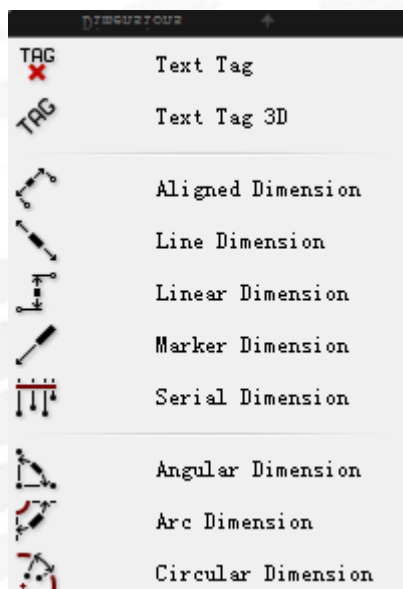 Dimensions
TAG
Text Tag
TAG
Text Tag 3D
Aligned Dimension
Line Dimension
Linear Dimension
Marker Dimension
Serial Dimension
Angular Dimension
Arc Dimension
Circular Dimension